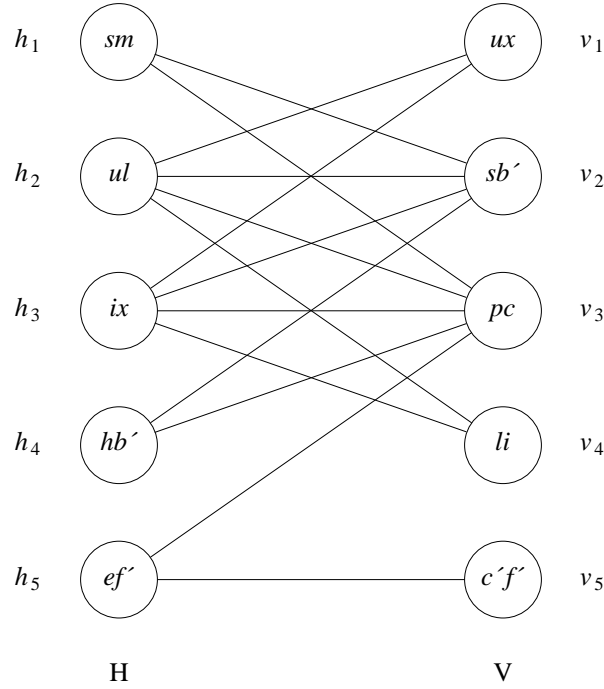 h1 sm ux v1
h2 ul sb´ v2
h3 ix pc v3
h4 hb´ li v4
h5 ef´ c´f´ v5
H V